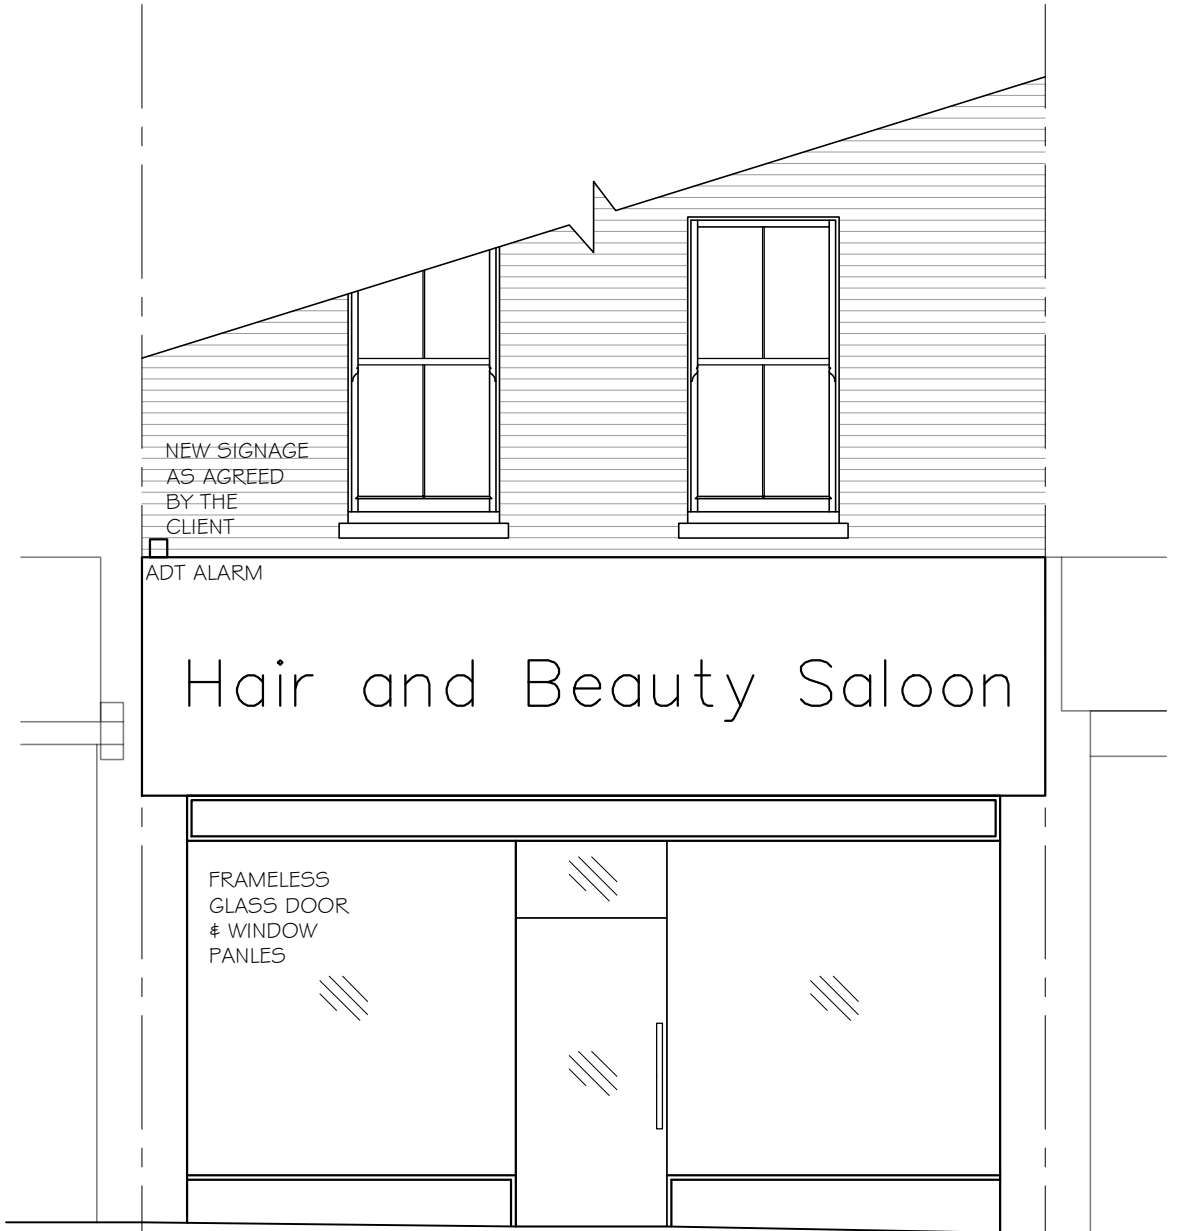 NEW SIGNAGE
AS AGREED
BY THE
CLIENT
ADT ALARM
Hair and Beauty Saloon
FRAMELESS
GLASS DOOR
& WINDOW
PANLES